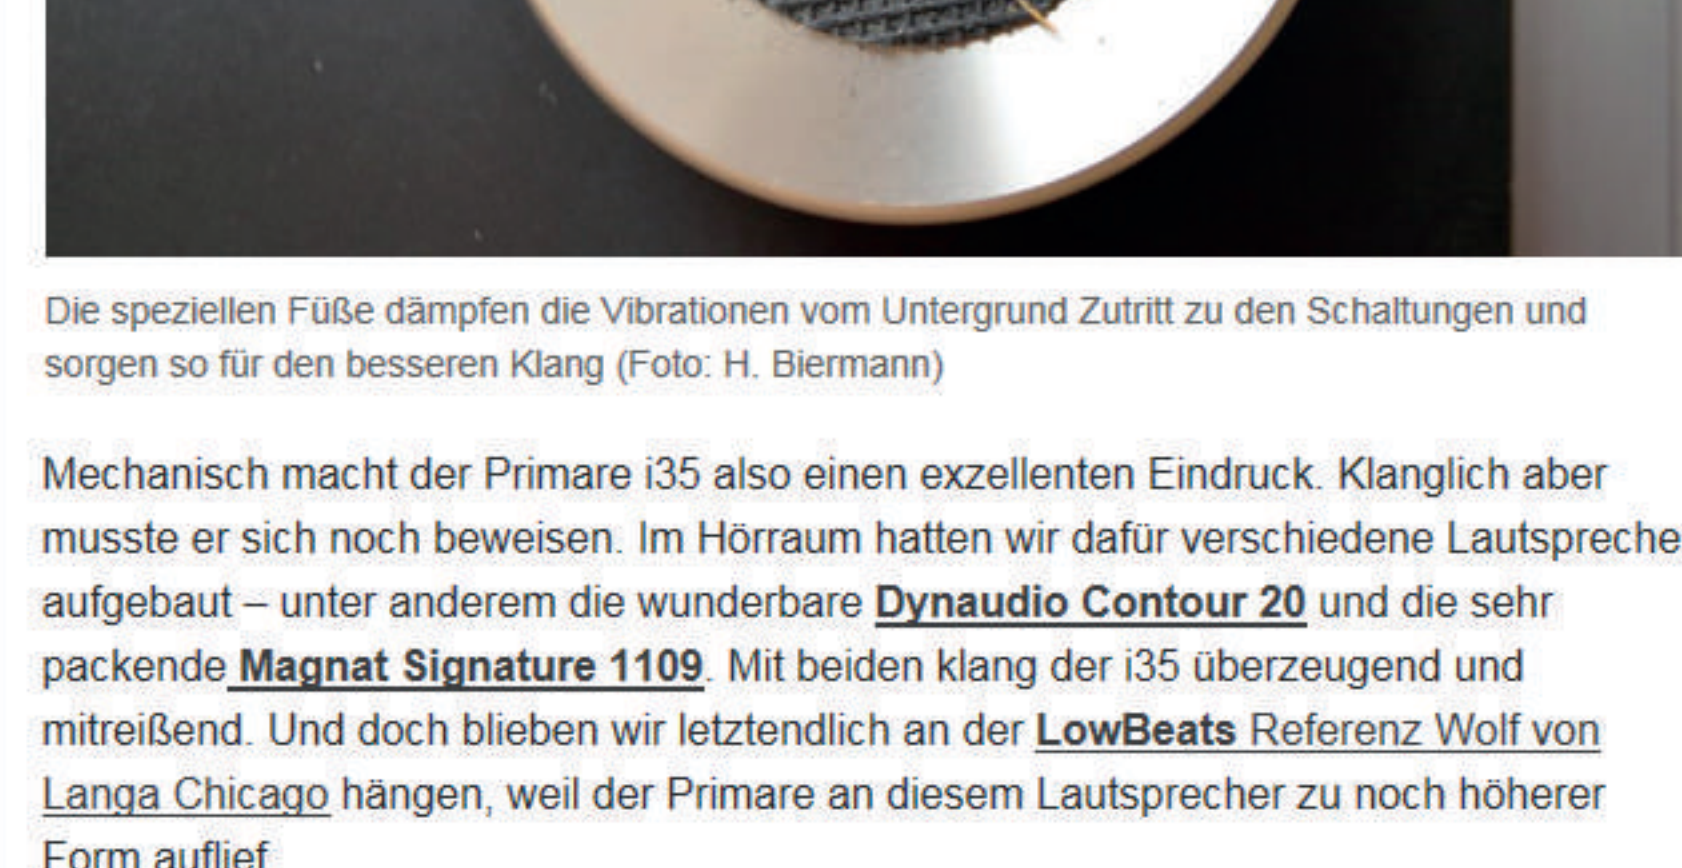 Die speziellen Füße dämpfen die Vibrationen vom Untergrund Zutritt zu den Schaltungen und
sorgen so für den besseren Klang (Foto: H. Biermann)
Mechanisch macht der Primare i35 also einen exzellenten Eindruck. Klanglich aber
musste er sich noch beweisen. Im Hörraum hatten wir dafür verschiedene Lautspreche
aufgebaut – unter anderem die wunderbare Dynaudio Contour 20 und die sehr
packende Magnat Signature 1109. Mit beiden klang der i35 überzeugend und
mitreißend. Und doch blieben wir letztendlich an der LowBeats Referenz Wolf von
Langa Chicago hängen, weil der Primare an diesem Lautsprecher zu noch höherer
Form auflief.